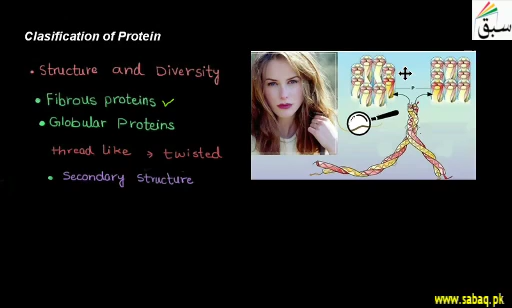 سبق
Clasification of Protein
• Structure and Diversity
• Fibrous proteins ✓
• Globular Proteins
thread like → twisted
• Secondary structure
www.sabaq.pk